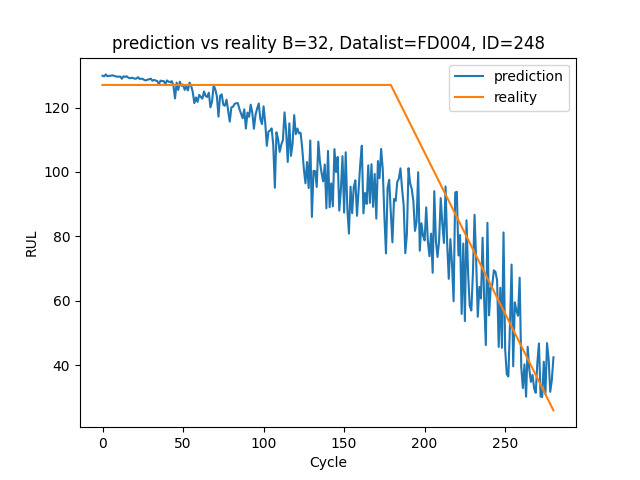 prediction vs reality B=32, Datalist=FD004, ID=248
prediction
reality
RUL
120
100
80
60
40
0
50
100
150
200
250
Cycle